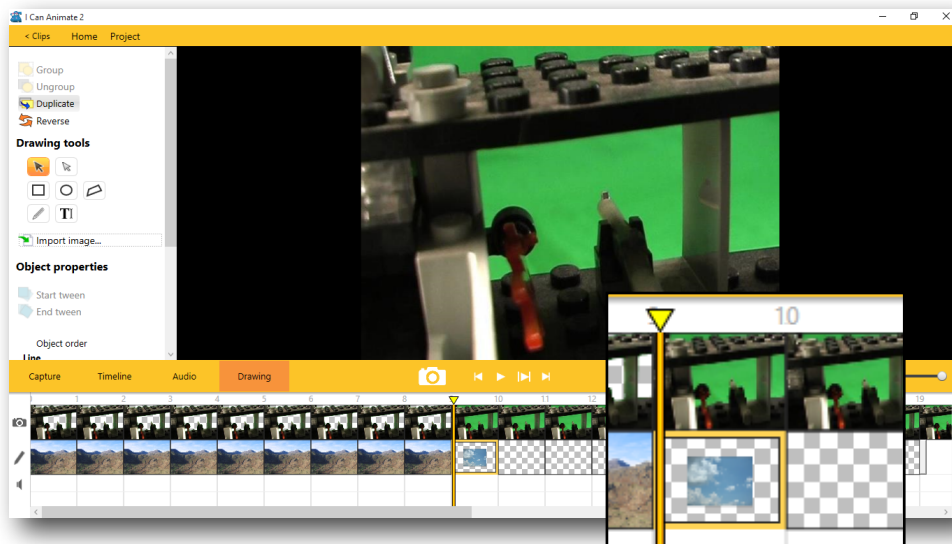 I Can Animate 2
< Clips Home Project
Group
Ungroup
Duplicate
Reverse
Drawing tools
TI
Import image...
Object properties
Start tween
End tween
Object order
Line
Capture Timeline Audio Drawing
1 2 3 4 5 6 7 8 10 11 12 19
10